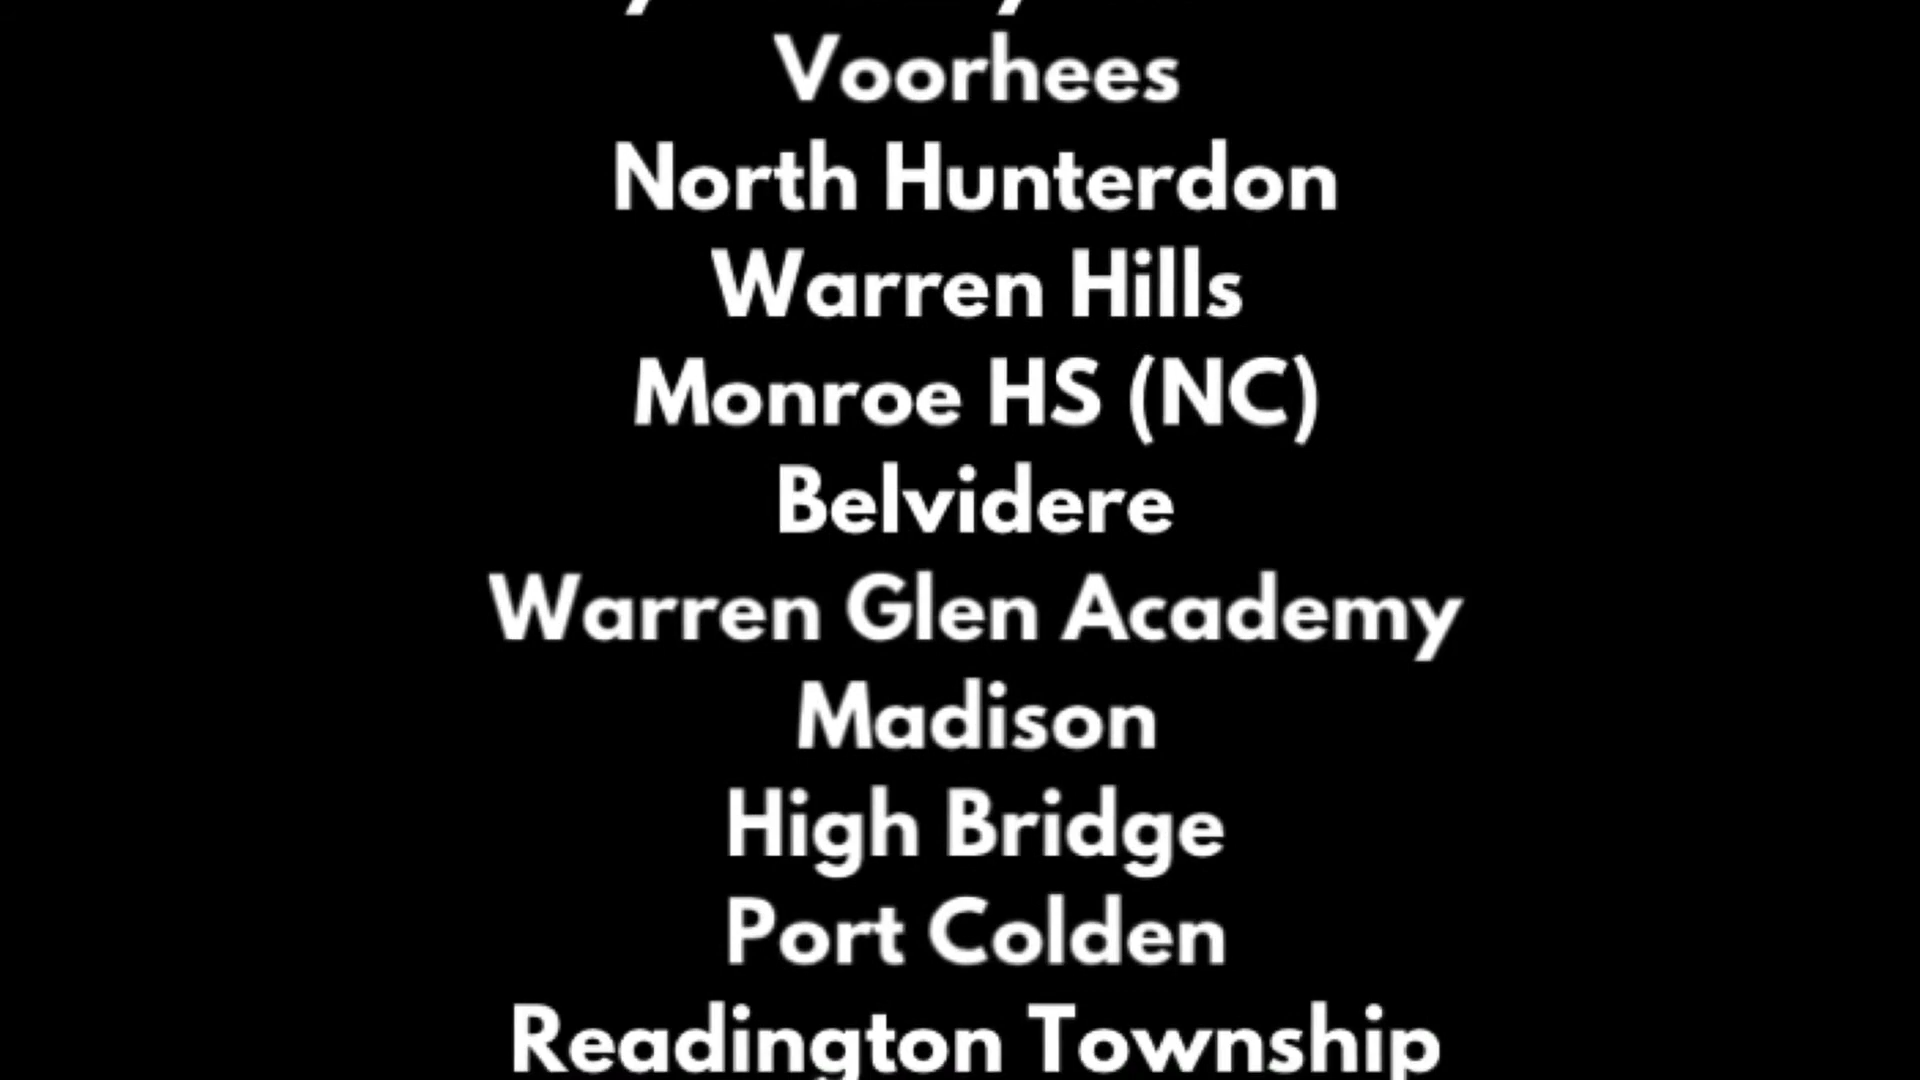 Voorhees
North Hunterdon
Warren Hills
Monroe HS (NC)
Belvidere
Warren Glen Academy
Madison
High Bridge
Port Colden
Readington Township